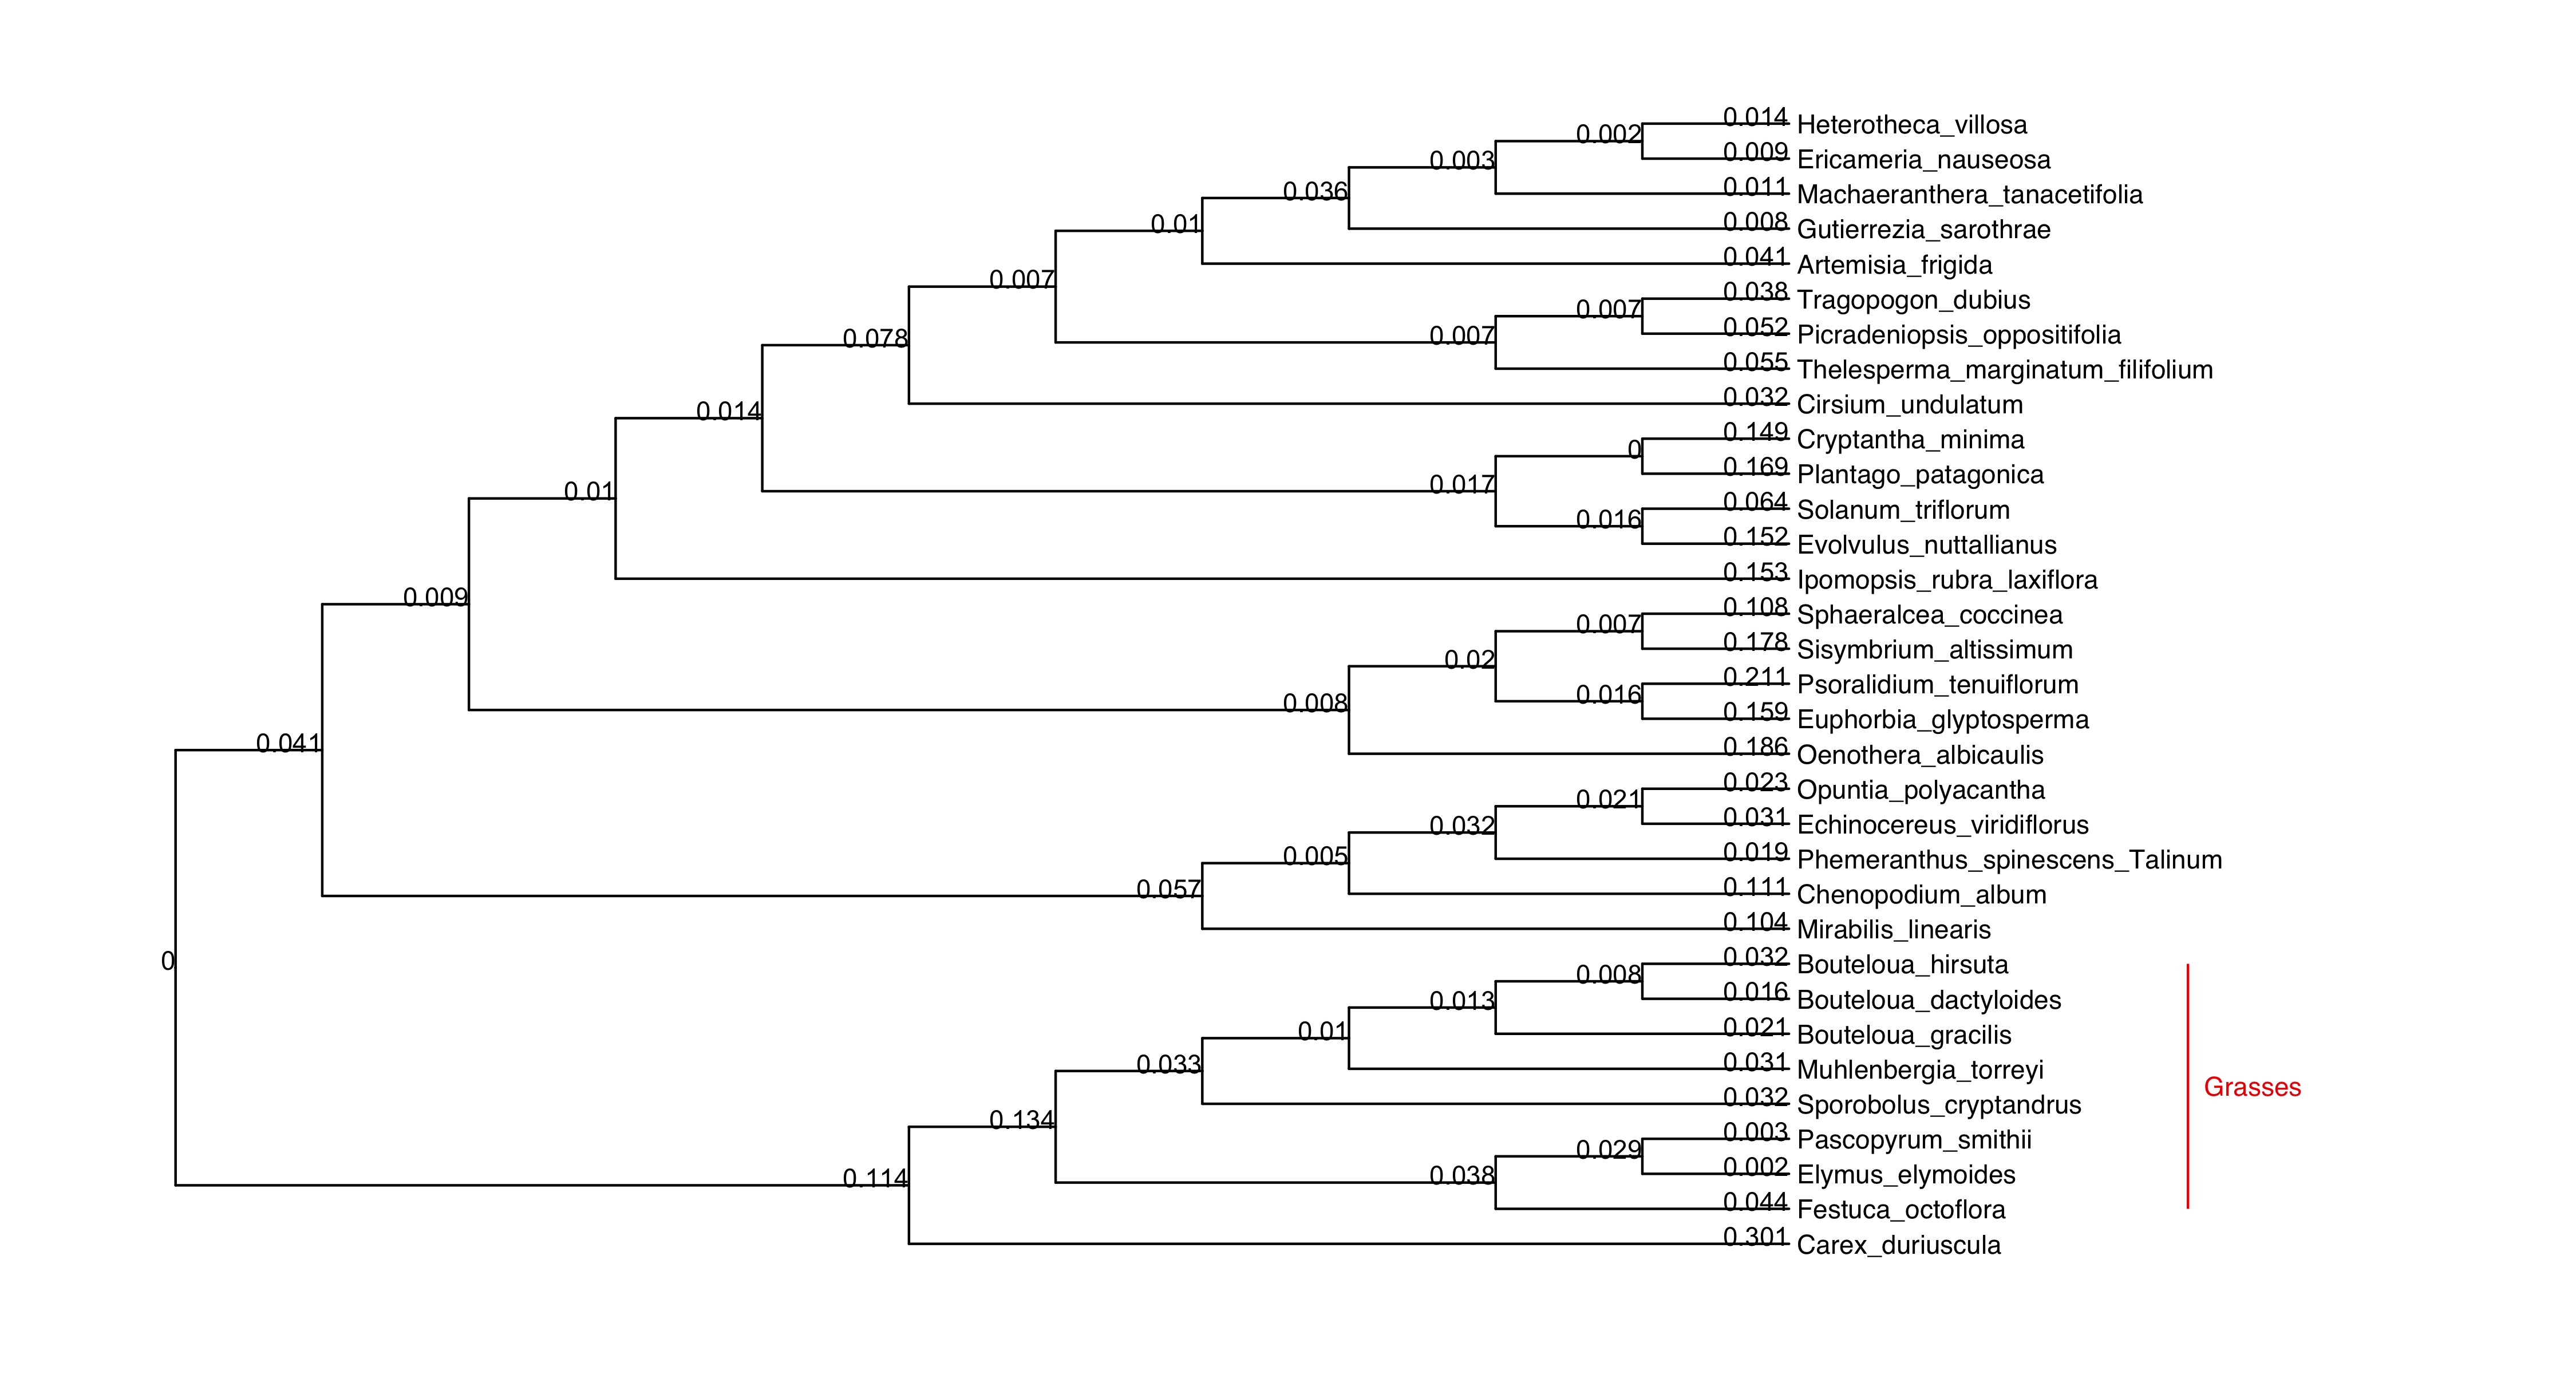 0.014 Heterotheca_villosa
0.002
0.009 Ericameria_nauseosa
0.003
0.011 Machaeranthera_tanacetifolia
0.036
0.008 Gutierrezia_sarothrae
0.01
0.041 Artemisia_frigida
0.007
0.038 Tragopogon_dubius
0.007
0.052 Picradeniopsis_oppositifolia
0.007
0.078
0.055 Thelesperma_marginatum_filifolium
0.032 Cirsium_undulatum
0.014
0.149 Cryptantha_minima
0
0.169 Plantago_patagonica
0.017
0.01
0.064 Solanum_triflorum
0.016
0.152 Evolvulus_nuttallianus
0.153 Ipomopsis_rubra_laxiflora
0.009
0.108 Sphaeralcea_coccinea
0.007
0.178 Sisymbrium_altissimum
0.02
0.211 Psoralidium_tenuiflorum
0.016
0.008
0.159 Euphorbia_glyptosperma
0.041
0.186 Oenothera_albicaulis
0.023 Opuntia_polyacantha
0.021
0.031 Echinocereus_viridiflorus
0.032
0.019 Phemeranthus_spinescens_Talinum
0.005
0.111 Chenopodium_album
0.057
0.104 Mirabilis_linearis
0
0.032 Bouteloua_hirsuta
0.008
0.016 Bouteloua_dactyloides
0.013
0.021 Bouteloua_gracilis
0.01
0.031 Muhlenbergia_torreyi
0.033
Grasses
0.032 Sporobolus_cryptandrus
0.134
0.003 Pascopyrum_smithii
0.029
0.002 Elymus_elymoides
0.038
0.114
0.044 Festuca_octoflora
0.301 Carex_duriuscula